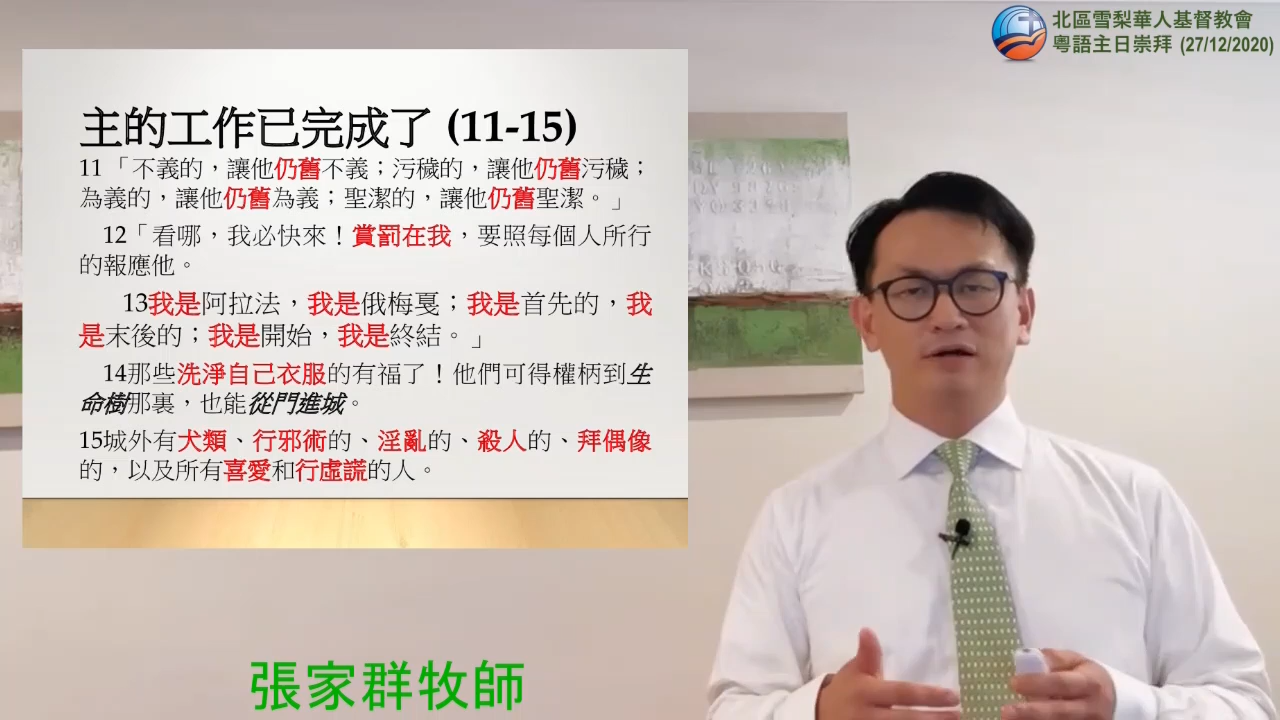 北區雪梨華人基督教會
粵語主日崇拜 (27/12/2020)
主的工作已完成了 (11-15)
11「不義的，讓他仍舊不義；污穢的，讓他仍舊污穢；
為義的，讓他仍舊為義；聖潔的，讓他仍舊聖潔。」
12「看哪，我必快來！賞罰在我，要照每個人所行
的報應他。
13我是阿拉法，我是俄梅戛；我是首先的，我
是末後的；我是開始，我是終結。」
14那些洗淨自己衣服的有福了！他們可得權柄到生
命樹那裏，也能從門進城。
15城外有犬類、行邪術的、淫亂的、殺人的、拜偶像
的，以及所有喜愛和行虛謊的人。
張家群牧師